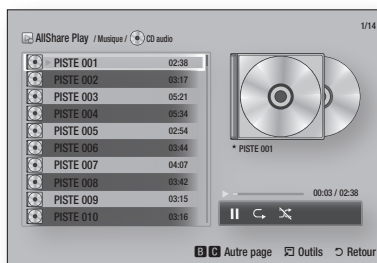 1/14
AllShare Play / Musique / CD audio
PISTE 001 02:38
PISTE 002 03:17
PISTE 003 05:21
PISTE 004 05:34
PISTE 005 02:54
PISTE 006 03:44
PISTE 007 04:07
PISTE 008 03:42
PISTE 009 03:15
PISTE 010 03:16
* PISTE 001
00:03 / 02:38
B C Autre page Outils Retour